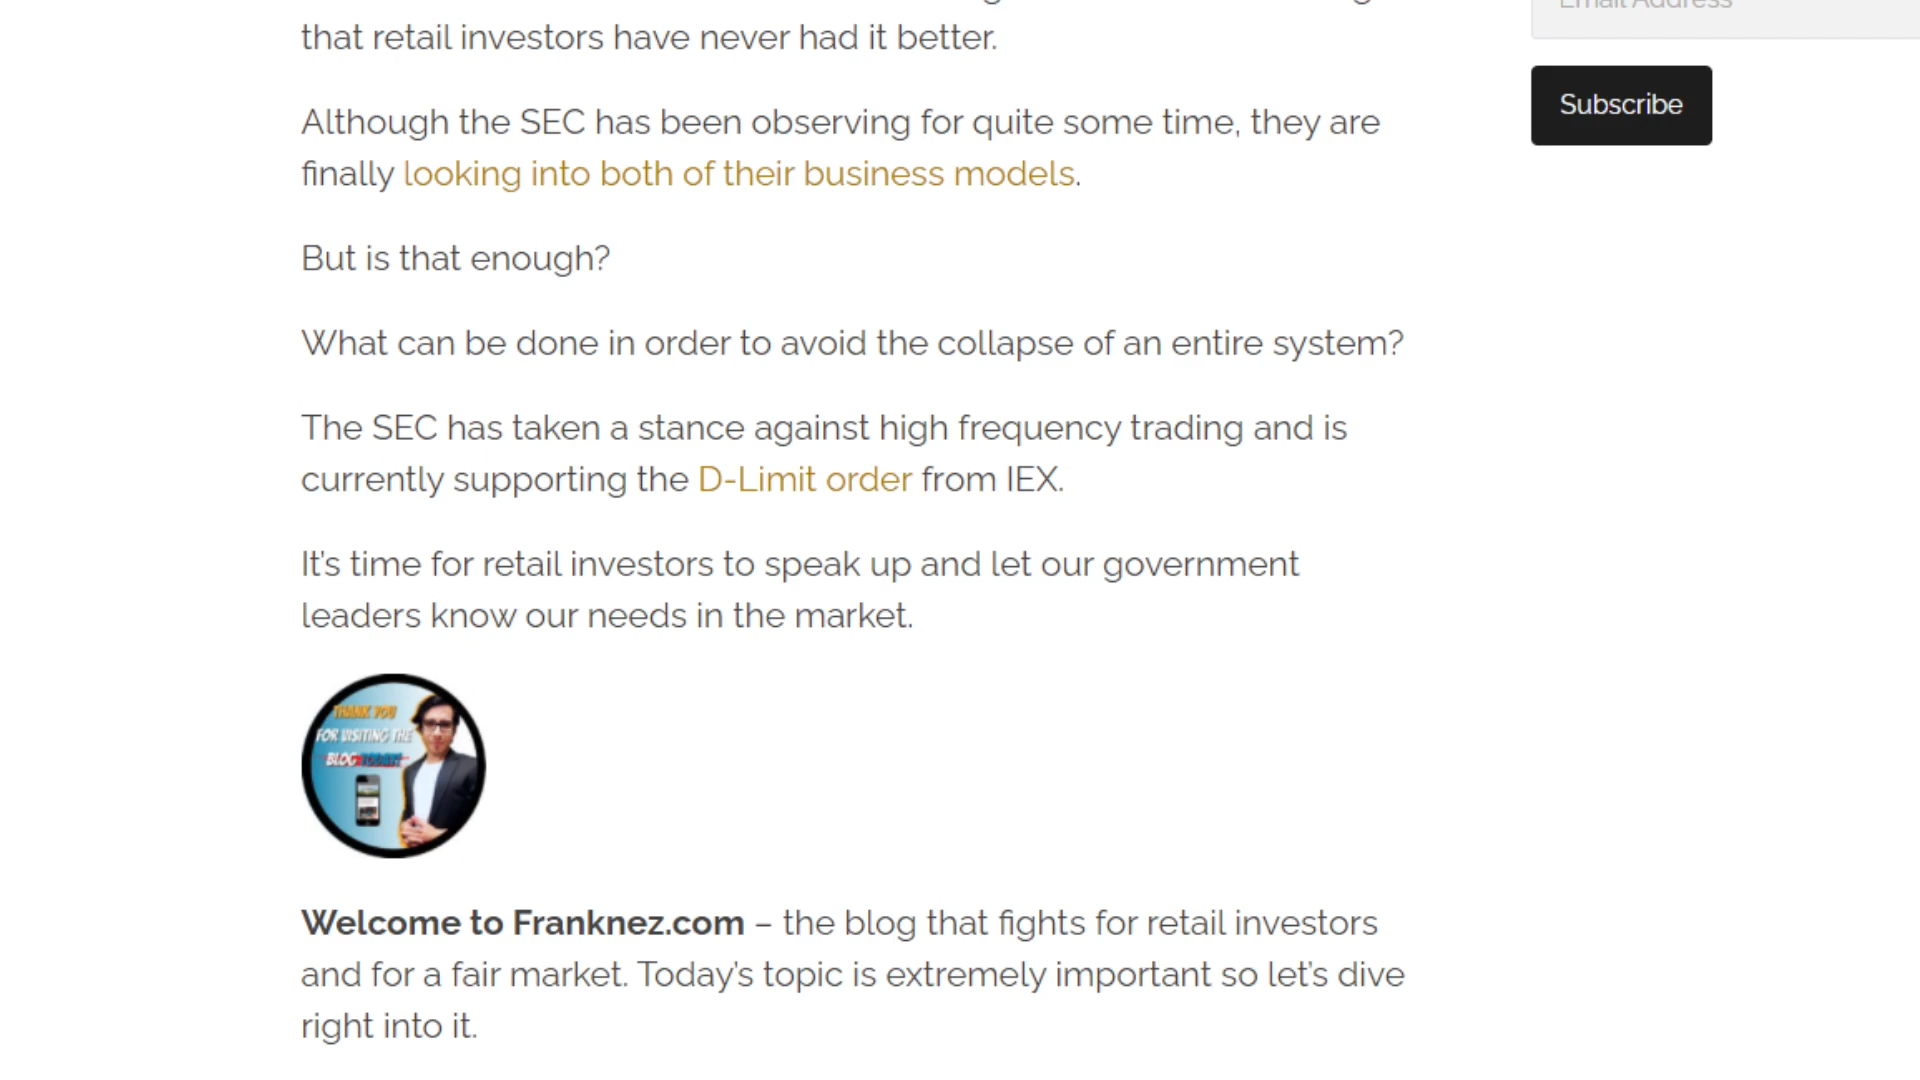 that retail investors have never had it better.
Email Address
Subscribe
Although the SEC has been observing for quite some time, they are
finally looking into both of their business models.
But is that enough?
What can be done in order to avoid the collapse of an entire system?
The SEC has taken a stance against high frequency trading and is
currently supporting the D-Limit order from IEX.
It's time for retail investors to speak up and let our government
leaders know our needs in the market.
THANK YOU
FOR VISITING THE
BLOG TODAY!
Welcome to Franknez.com – the blog that fights for retail investors
and for a fair market. Today's topic is extremely important so let's dive
right into it.